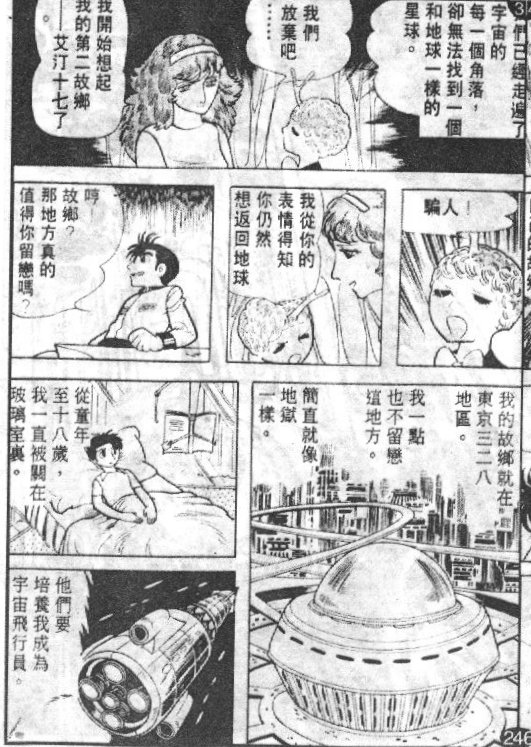 們已經走遍了
宇宙的
每一個角落，
卻無法找到一個
和地球一樣的
星球。
我們
放棄吧
……
我開始想起
我的第二故鄉
——艾汀十七了
。
騙人！
我從你的
表情得知
你仍然
想返回地球
哼！
故鄉？
那地方真的
值得你留戀嗎？
我的故鄉就在
東京三二八
地區。
我一點
也不留戀
這地方。
簡直就像
地獄
一樣。
從童年
至十八歲，
我一直被關在
玻璃室裏。
他們要
培養我成為
宇宙飛行員。
24